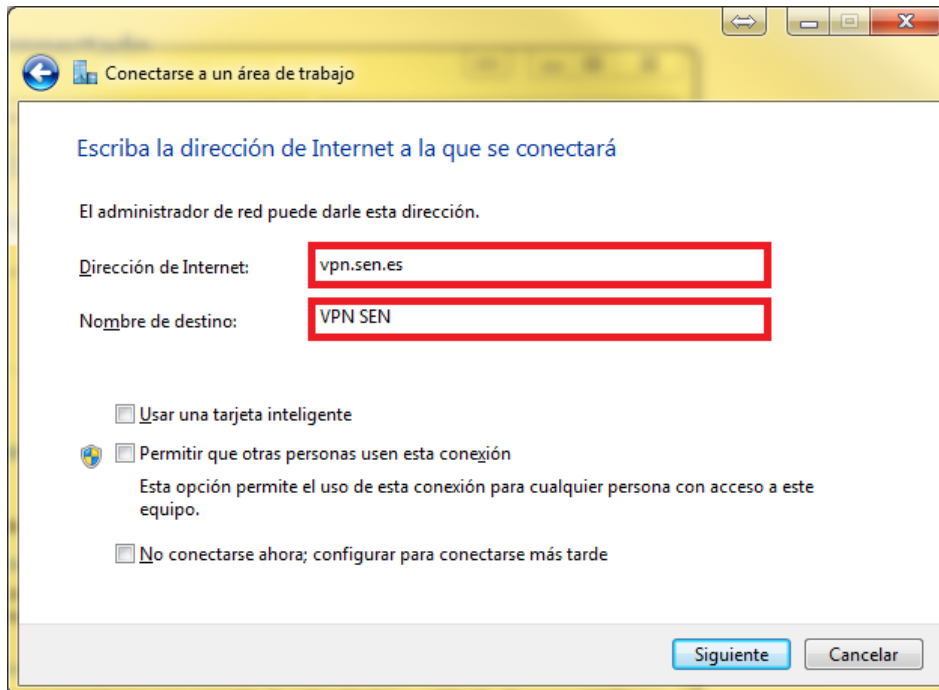 Conectarse a un área de trabajo
Escriba la dirección de Internet a la que se conectará
El administrador de red puede darle esta dirección.
Dirección de Internet: vpn.sen.es
Nombre de destino: VPN SEN
Usar una tarjeta inteligente
Permitir que otras personas usen esta conexión
Esta opción permite el uso de esta conexión para cualquier persona con acceso a este
equipo.
No conectarse ahora; configurar para conectarse más tarde
Siguiente Cancelar